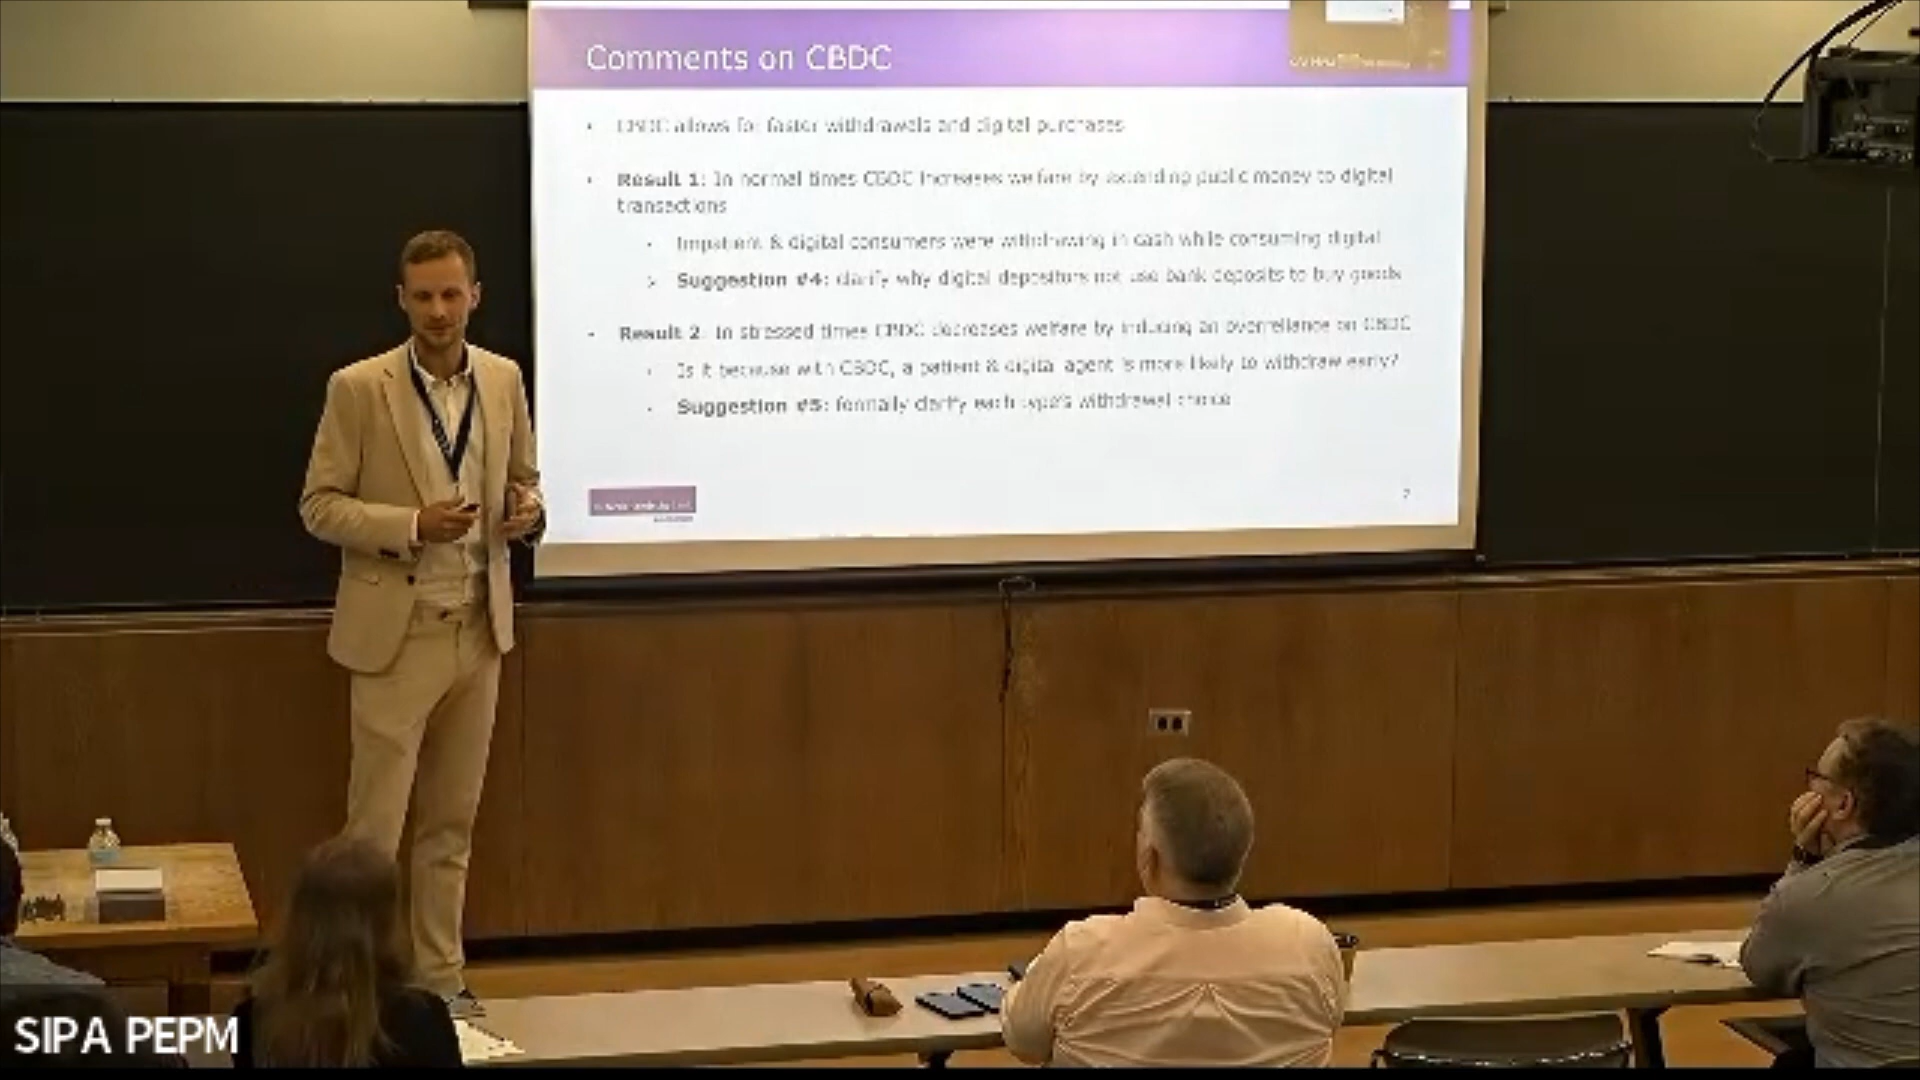 Comments on CBDC
CBDC allows for faster withdrawals and digital purchases
Result 1: In normal times CBDC increases welfare by extending public money to digital
transactions
Impatient & digital consumers were withdrawing in cash while consuming digital
Suggestion #4: clarify why digital depositors not use bank deposits to buy goods
Result 2: In stressed times CBDC decreases welfare by inducing an overreliance on CBDC
Is it because with CBDC, a patient & digital agent is more likely to withdraw early?
Suggestion #5: formally clarify each type's withdrawal choice
7
SIPA PEPM